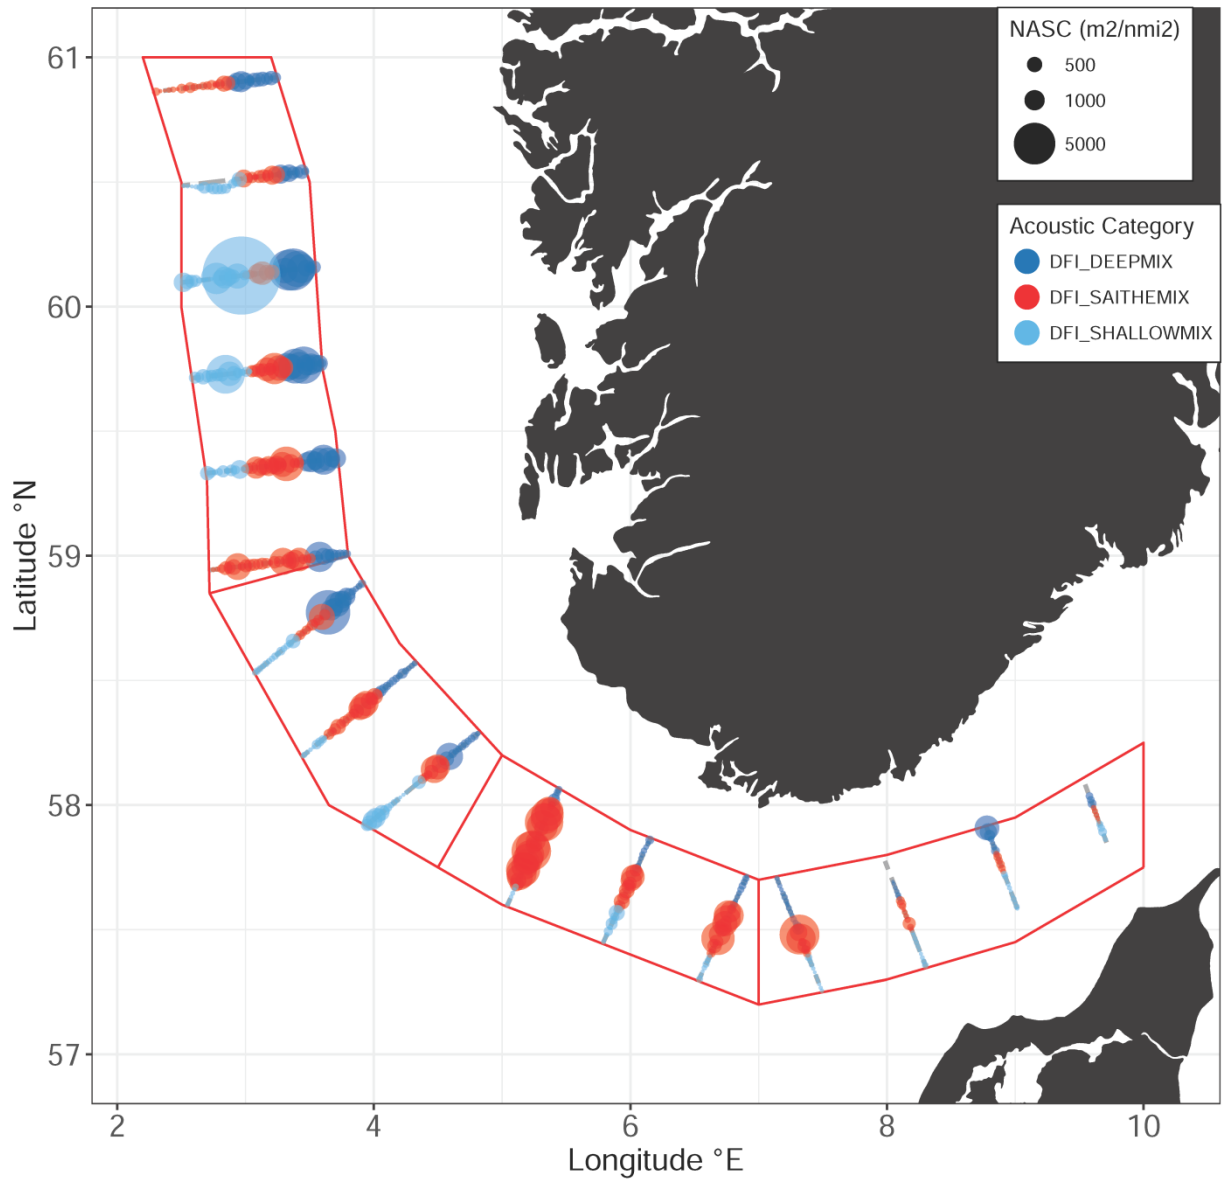 NASC (m2/nmi2)
500
1000
5000
Acoustic Category
DFI_DEEPMIX
DFI_SAITHEMIX
DFI_SHALLOWMIX
61
60
59
58
57
Latitude °N
2
4
6
8
10
Longitude °E